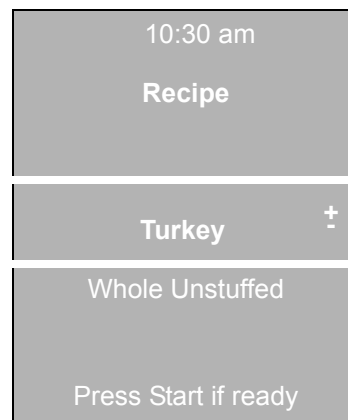 10:30 am
Recipe
Turkey +
-
Whole Unstuffed
Press Start if ready